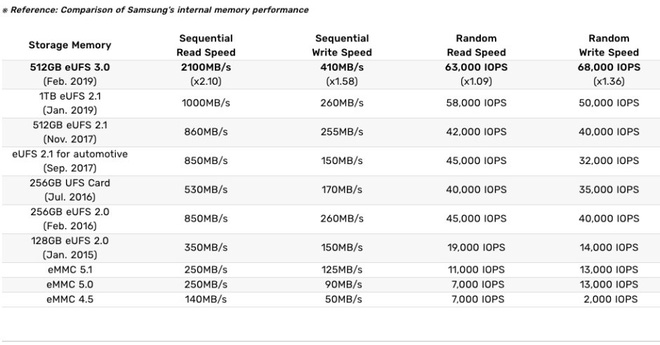 ※ Reference: Comparison of Samsung's internal memory performance
Storage Memory Sequential Read Speed Sequential Write Speed Random Read Speed Random Write Speed
512GB eUFS 3.0 2100MB/s 410MB/s 63,000 IOPS 68,000 IOPS
(Feb. 2019) (x2.10) (x1.58) (x1.09) (x1.36)
1TB eUFS 2.1
(Jan. 2019) 1000MB/s 260MB/s 58,000 IOPS 50,000 IOPS
512GB eUFS 2.1
(Nov. 2017) 860MB/s 255MB/s 42,000 IOPS 40,000 IOPS
eUFS 2.1 for automotive
(Sep. 2017) 850MB/s 150MB/s 45,000 IOPS 32,000 IOPS
256GB UFS Card
(Jul. 2016) 530MB/s 170MB/s 40,000 IOPS 35,000 IOPS
256GB eUFS 2.0
(Feb. 2016) 850MB/s 260MB/s 45,000 IOPS 40,000 IOPS
128GB eUFS 2.0
(Jan. 2015) 350MB/s 150MB/s 19,000 IOPS 14,000 IOPS
eMMC 5.1 250MB/s 125MB/s 11,000 IOPS 13,000 IOPS
eMMC 5.0 250MB/s 90MB/s 7,000 IOPS 13,000 IOPS
eMMC 4.5 140MB/s 50MB/s 7,000 IOPS 2,000 IOPS